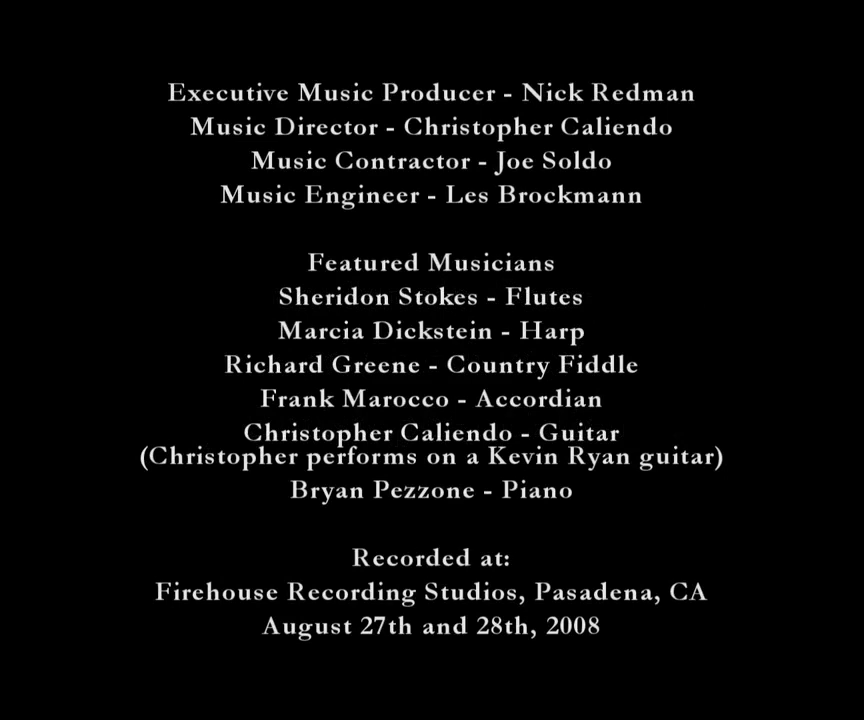 Executive Music Producer - Nick Redman
Music Director - Christopher Caliendo
Music Contractor - Joe Soldo
Music Engineer - Les Brockmann
Featured Musicians
Sheridon Stokes - Flutes
Marcia Dickstein - Harp
Richard Greene - Country Fiddle
Frank Marocco - Accordian
Christopher Caliendo - Guitar
(Christopher performs on a Kevin Ryan guitar)
Bryan Pezzone - Piano
Recorded at:
Firehouse Recording Studios, Pasadena, CA
August 27th and 28th, 2008